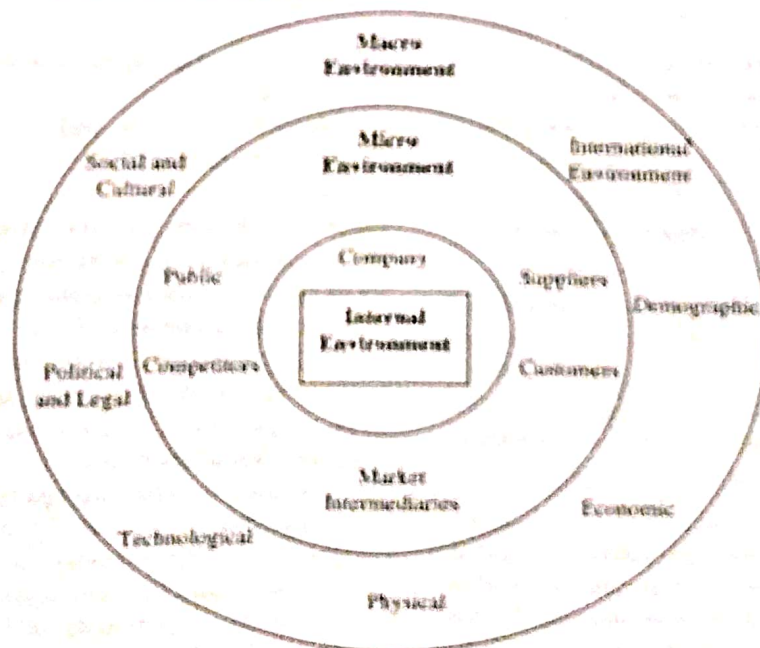 Macro
Environment
Social and
Cultural
Micro
Environment
International
Environment
Company
Public
Suppliers
Internal
Environment
Demographic
Political
and Legal
Competitors
Customers
Market
Intermediaries
Economic
Technological
Physical